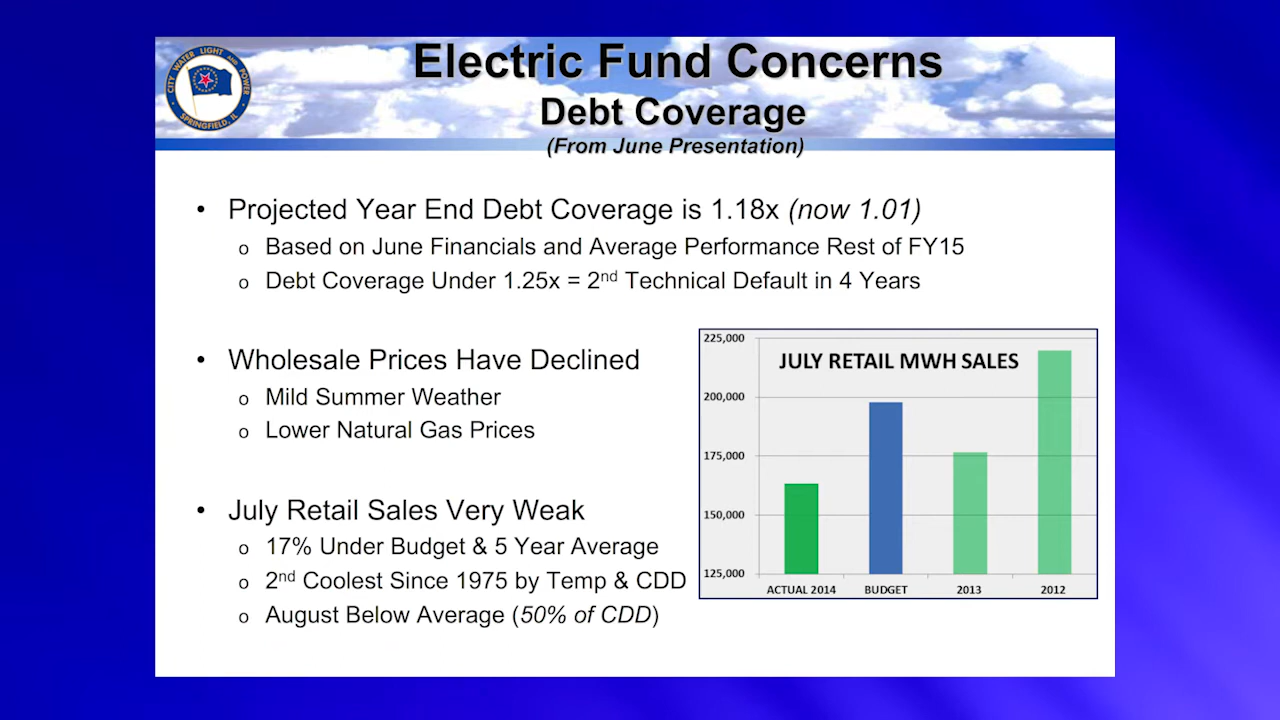 CITY WATER LIGHT AND POWER
SPRINGFIELD, IL.
Electric Fund Concerns
Debt Coverage
(From June Presentation)
• Projected Year End Debt Coverage is 1.18x (now 1.01)
o Based on June Financials and Average Performance Rest of FY15
o Debt Coverage Under 1.25x = 2nd Technical Default in 4 Years
• Wholesale Prices Have Declined
o Mild Summer Weather
o Lower Natural Gas Prices
• July Retail Sales Very Weak
o 17% Under Budget & 5 Year Average
o 2nd Coolest Since 1975 by Temp & CDD
o August Below Average (50% of CDD)
JULY RETAIL MWH SALES
225,000
200,000
175,000
150,000
125,000
ACTUAL 2014 BUDGET 2013 2012